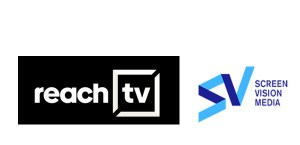 reach tv
SV
SCREEN
VISION
MEDIA